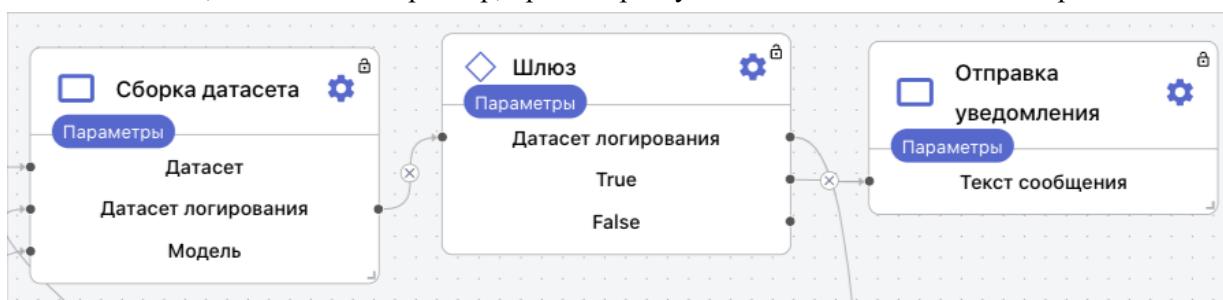 Сборка датасета
Параметры
Датасет
Датасет логирования
Модель
Шлюз
Параметры
Датасет логирования
True
False
Отправка
уведомления
Параметры
Текст сообщения